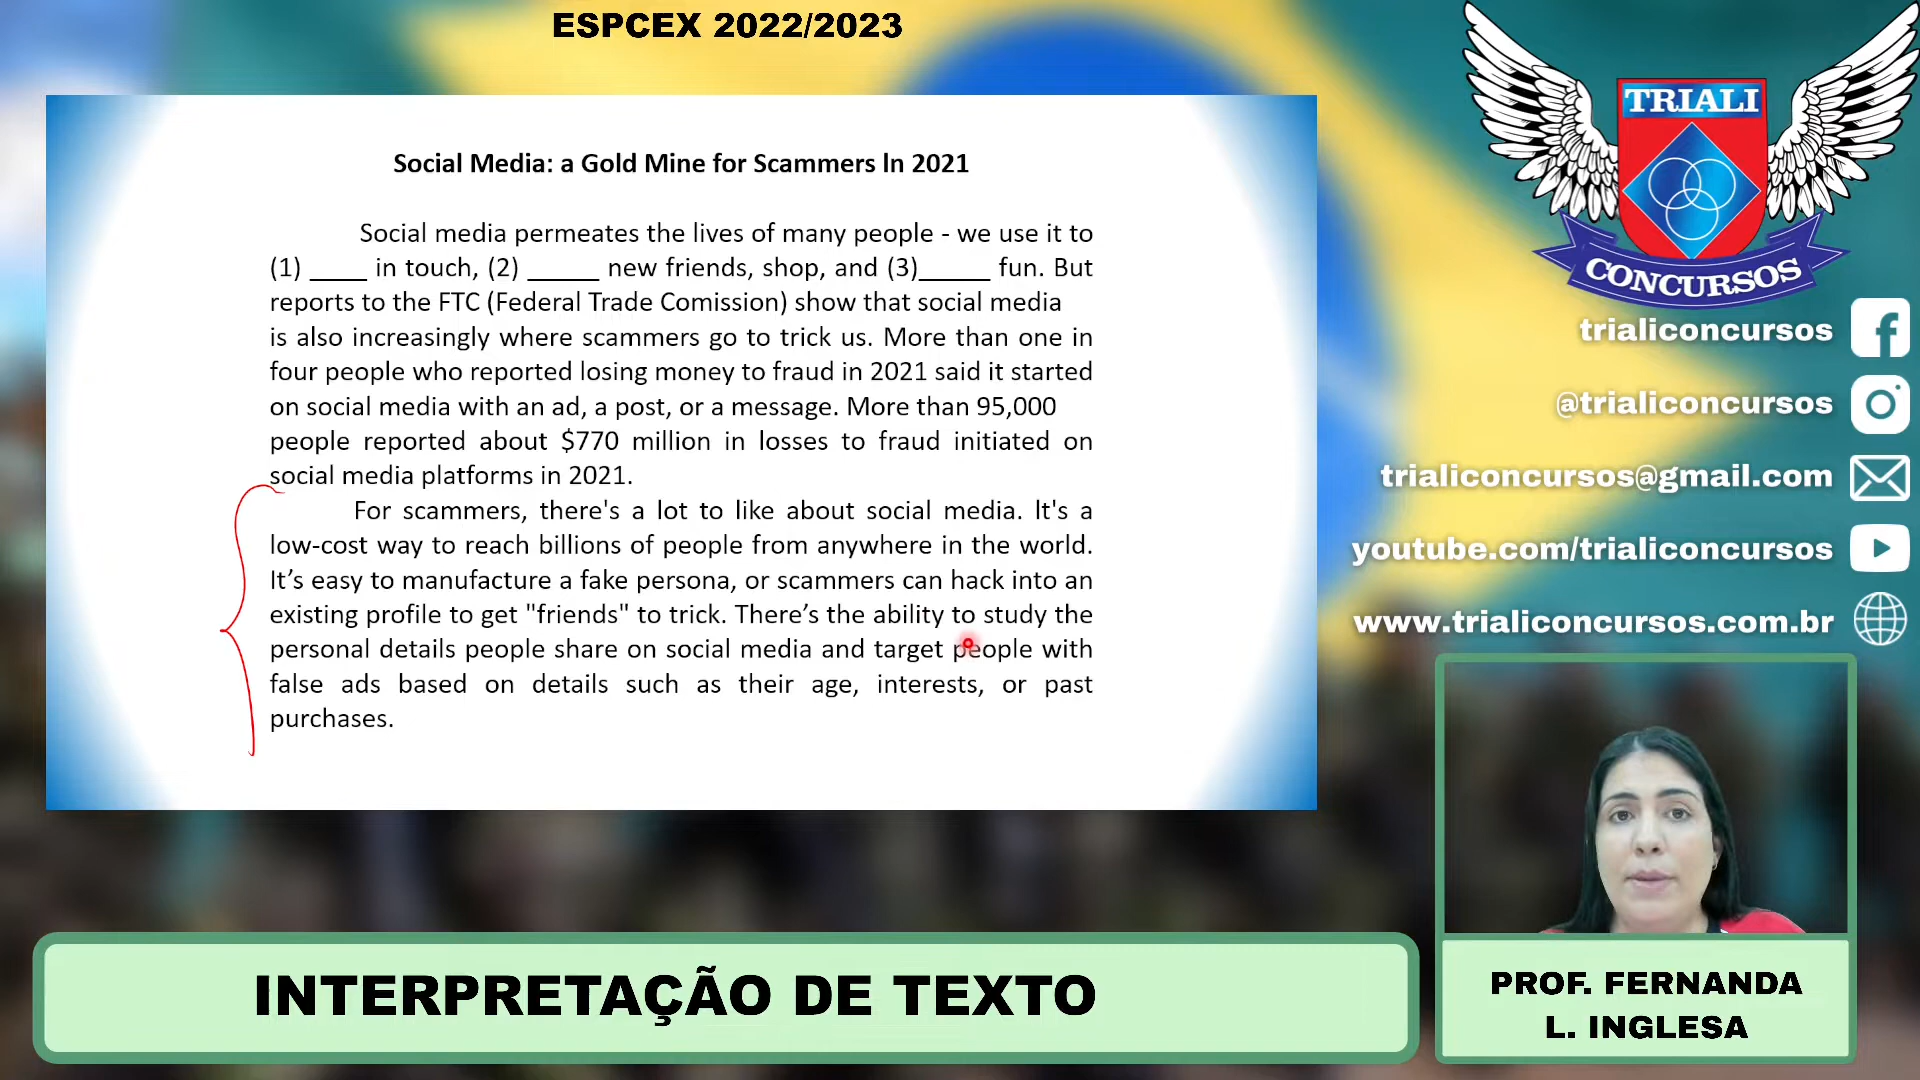 ESPCEX 2022/2023
Social Media: a Gold Mine for Scammers ln 2021
Social media permeates the lives of many people - we use it to
(1) ____ in touch, (2) _____ new friends, shop, and (3)_____ fun. But
reports to the FTC (Federal Trade Comission) show that social media
is also increasingly where scammers go to trick us. More than one in
four people who reported losing money to fraud in 2021 said it started
on social media with an ad, a post, or a message. More than 95,000
people reported about $770 million in losses to fraud initiated on
social media platforms in 2021.
For scammers, there's a lot to like about social media. lt's a
low-cost way to reach billions of people from anywhere in the world.
It’s easy to manufacture a fake persona, or scammers can hack into an
existing profile to get "friends" to trick. There’s the ability to study the
personal details people share on social media and target people with
false ads based on details such as their age, interests, or past
purchases.
TRIALI
CONCURSOS
trialiconcursos
@trialiconcursos
trialiconcursos@gmail.com
youtube.com/trialiconcursos
www.trialiconcursos.com.br
INTERPRETAÇÃO DE TEXTO
PROF. FERNANDA
L. INGLESA